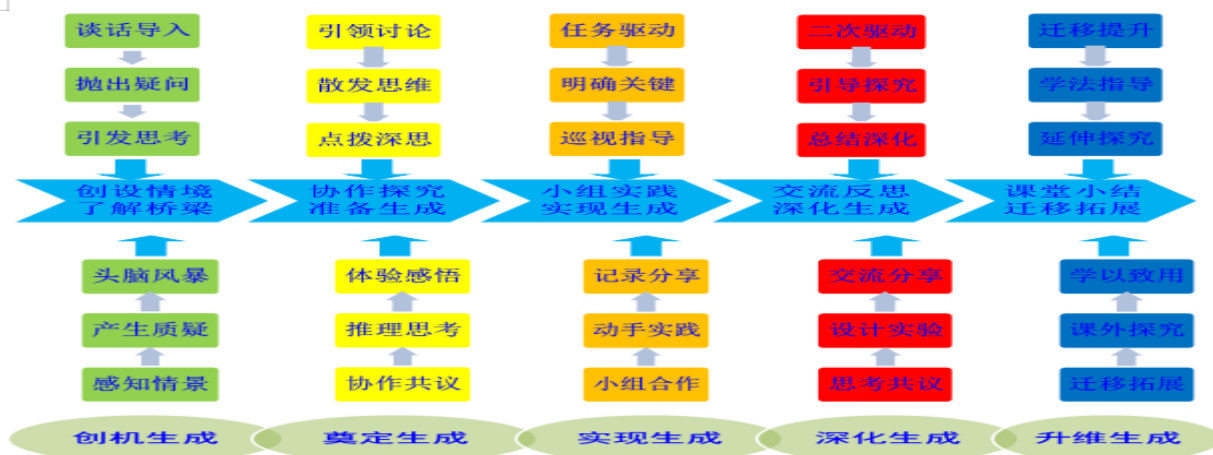 谈话导入
引领讨论
任务驱动
二次驱动
迁移提升
抛出疑问
散发思维
明确关键
引导探究
学法指导
引发思考
点拨深思
巡视指导
总结深化
延伸探究
创设情境
了解桥梁
协作探究
准备生成
小组实践
实现生成
交流反思
深化生成
课堂小结
迁移拓展
头脑风暴
体验感悟
记录分享
交流分享
学以致用
产生质疑
推理思考
动手实践
设计实验
课外探究
感知情景
协作共议
小组合作
思考共议
迁移拓展
创机生成
奠定生成
实现生成
深化生成
升维生成